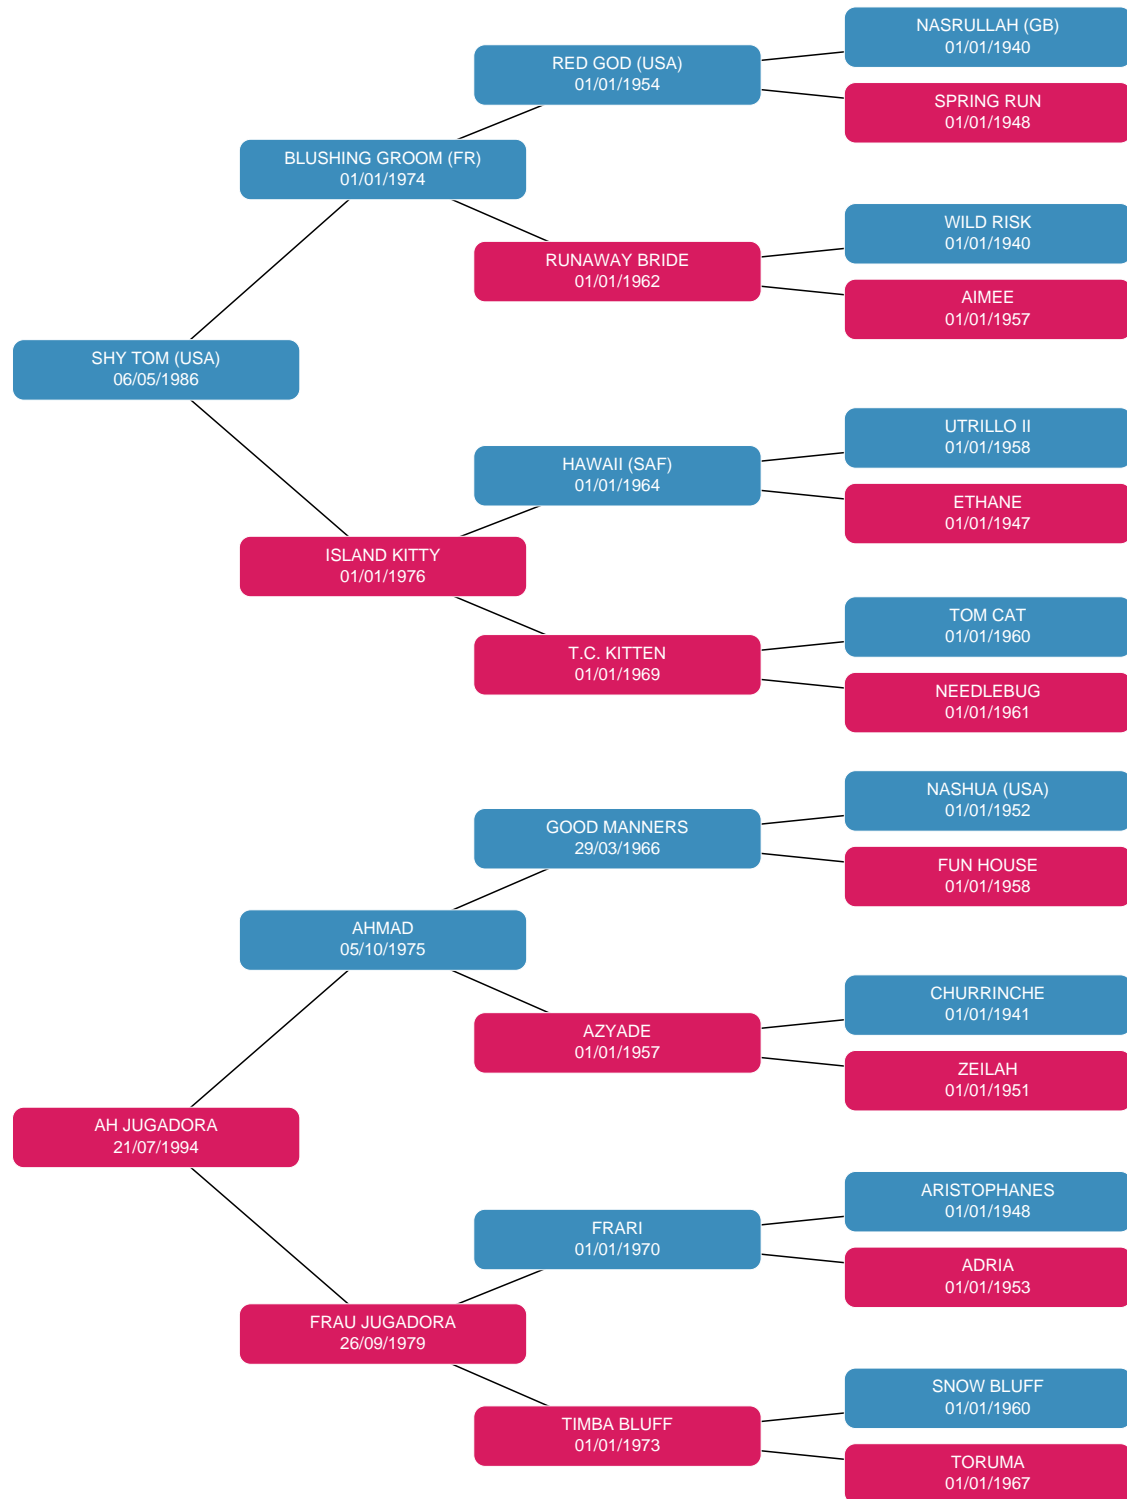 NASRULLAH (GB)
01/01/1940
RED GOD (USA)
01/01/1954
SPRING RUN
01/01/1948
BLUSHING GROOM (FR)
01/01/1974
WILD RISK
01/01/1940
RUNAWAY BRIDE
01/01/1962
AIMEE
01/01/1957
SHY TOM (USA)
06/05/1986
UTRILLO II
01/01/1958
HAWAII (SAF)
01/01/1964
ETHANE
01/01/1947
ISLAND KITTY
01/01/1976
TOM CAT
01/01/1960
T.C. KITTEN
01/01/1969
NEEDLEBUG
01/01/1961
NASHUA (USA)
01/01/1952
GOOD MANNERS
29/03/1966
FUN HOUSE
01/01/1958
AHMAD
05/10/1975
CHURRINCHE
01/01/1941
AZYADE
01/01/1957
ZEILAH
01/01/1951
AH JUGADORA
21/07/1994
ARISTOPHANES
01/01/1948
FRARI
01/01/1970
ADRIA
01/01/1953
FRAU JUGADORA
26/09/1979
SNOW BLUFF
01/01/1960
TIMBA BLUFF
01/01/1973
TORUMA
01/01/1967